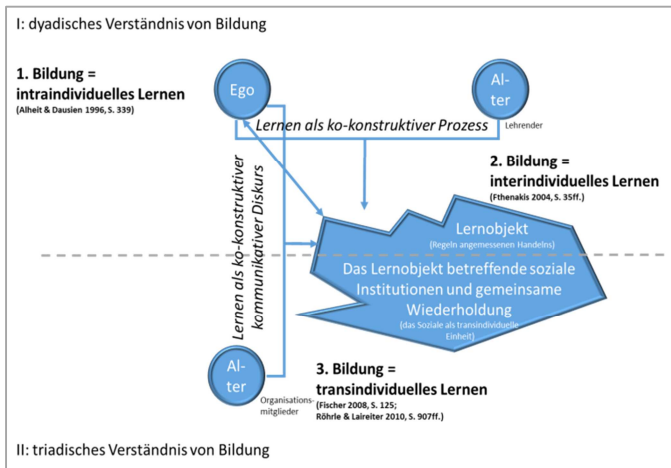 I: dyadisches Verständnis von Bildung
1. Bildung =
intraindividuelles Lernen
(Alheit & Dausien 1996, S. 339)
Ego
Al-
ter
Lehrender
Lernen als ko-konstruktiver Prozess
2. Bildung =
interindividuelles Lernen
(Fthenakis 2004, S. 35ff.)
Lernen als ko-konstruktiver
kommunikativer Diskurs
Lernobjekt
(Regeln angemessenen Handelns)
Das Lernobjekt betreffende soziale
Institutionen und gemeinsame
Wiederholung
(das Soziale als transindividuelle
Einheit)
Al-
ter
Organisations-
mitglieder
3. Bildung =
transindividuelles Lernen
(Fischer 2008, S. 125;
Röhrle & Laireiter 2010, S. 907ff.)
II: triadisches Verständnis von Bildung